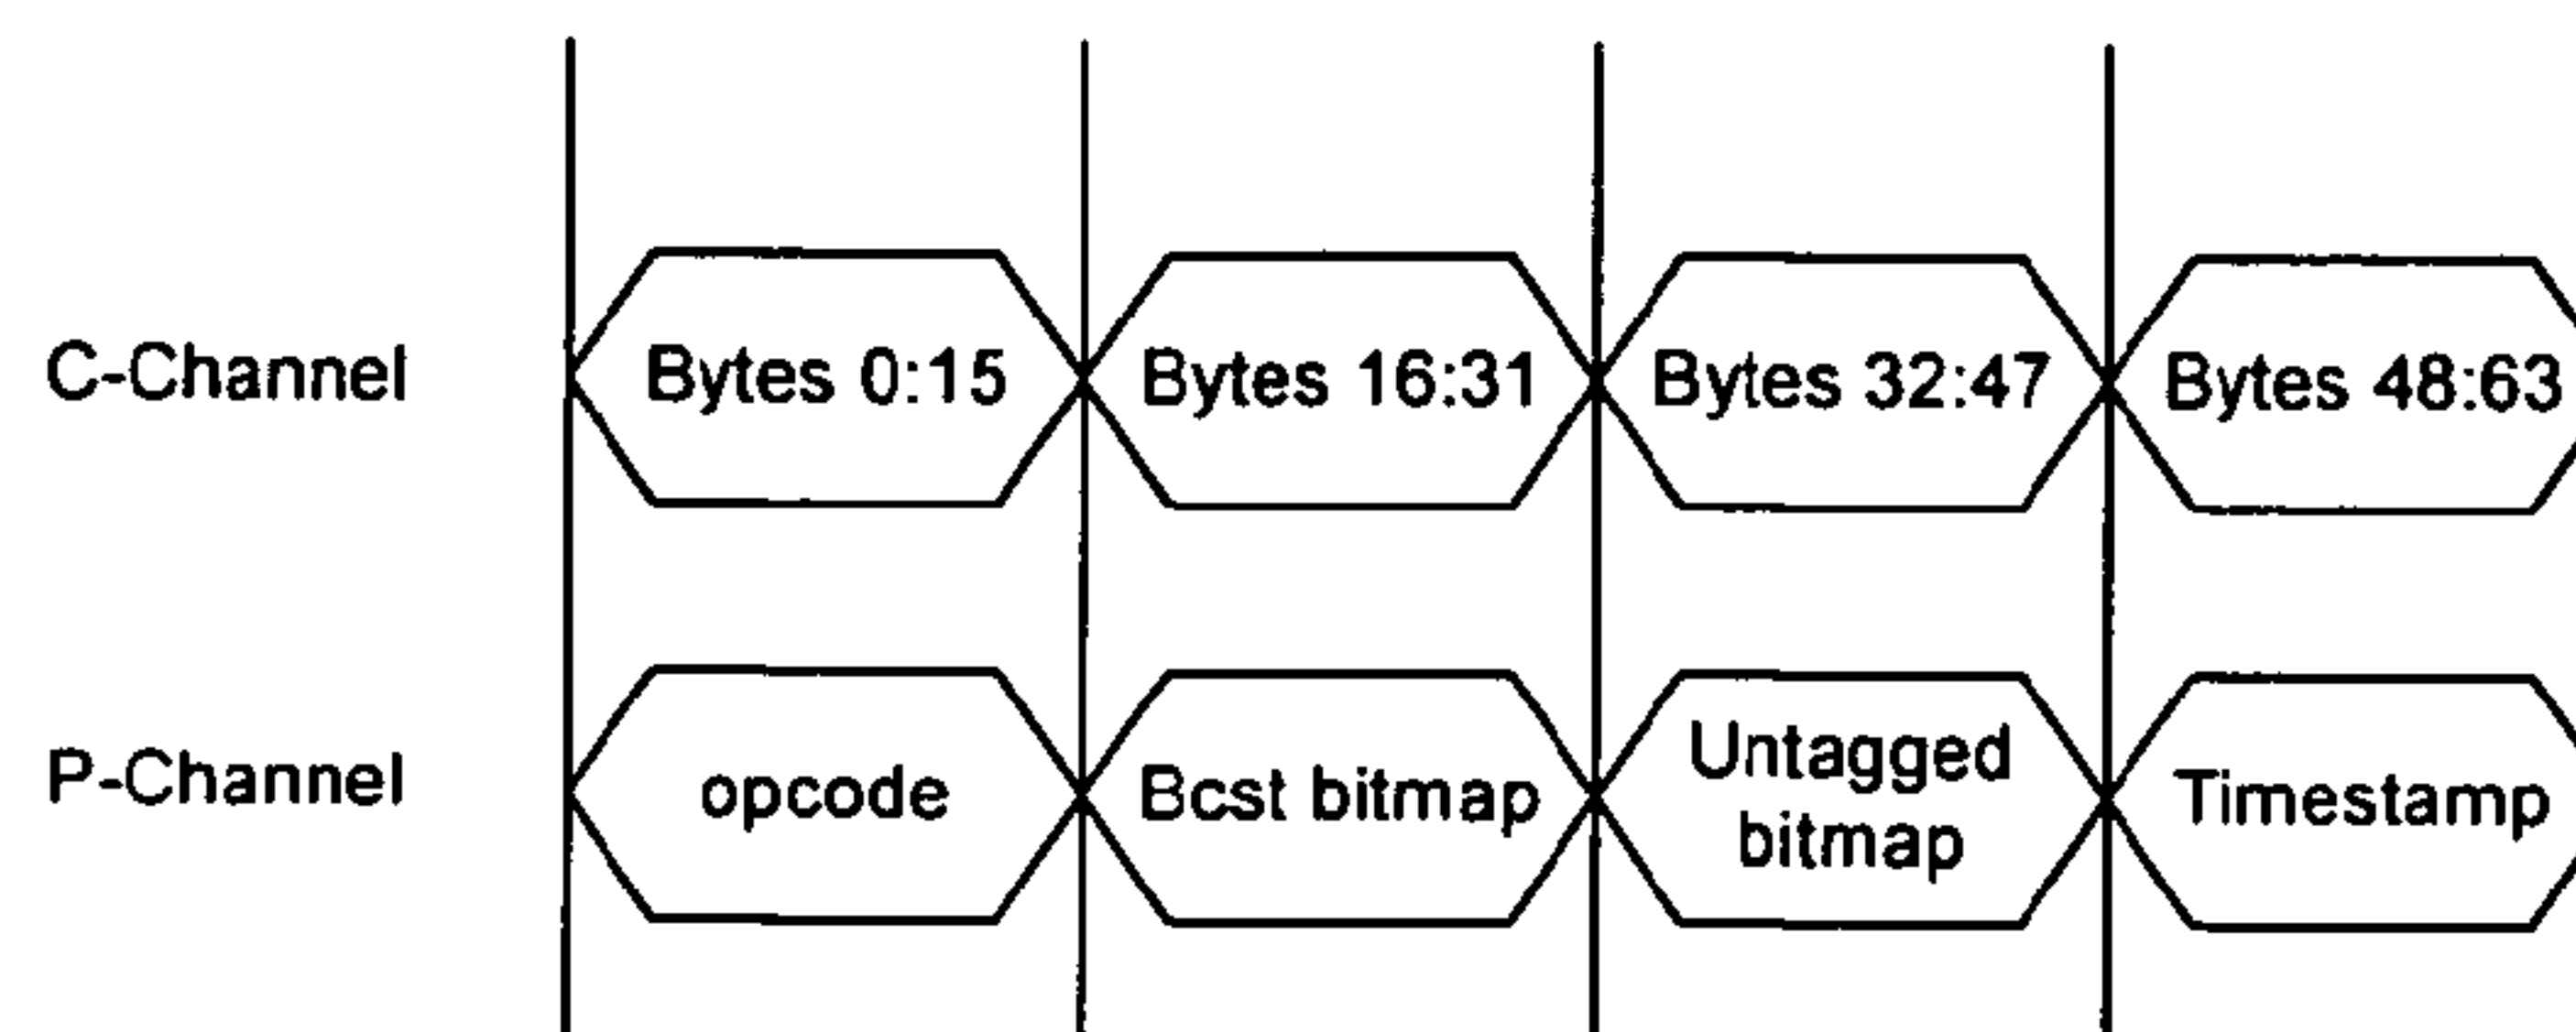 C-Channel Bytes 0:15 Bytes 16:31 Bytes 32:47 Bytes 48:63
P-Channel opcode Bcst bitmap Untagged bitmap Timestamp